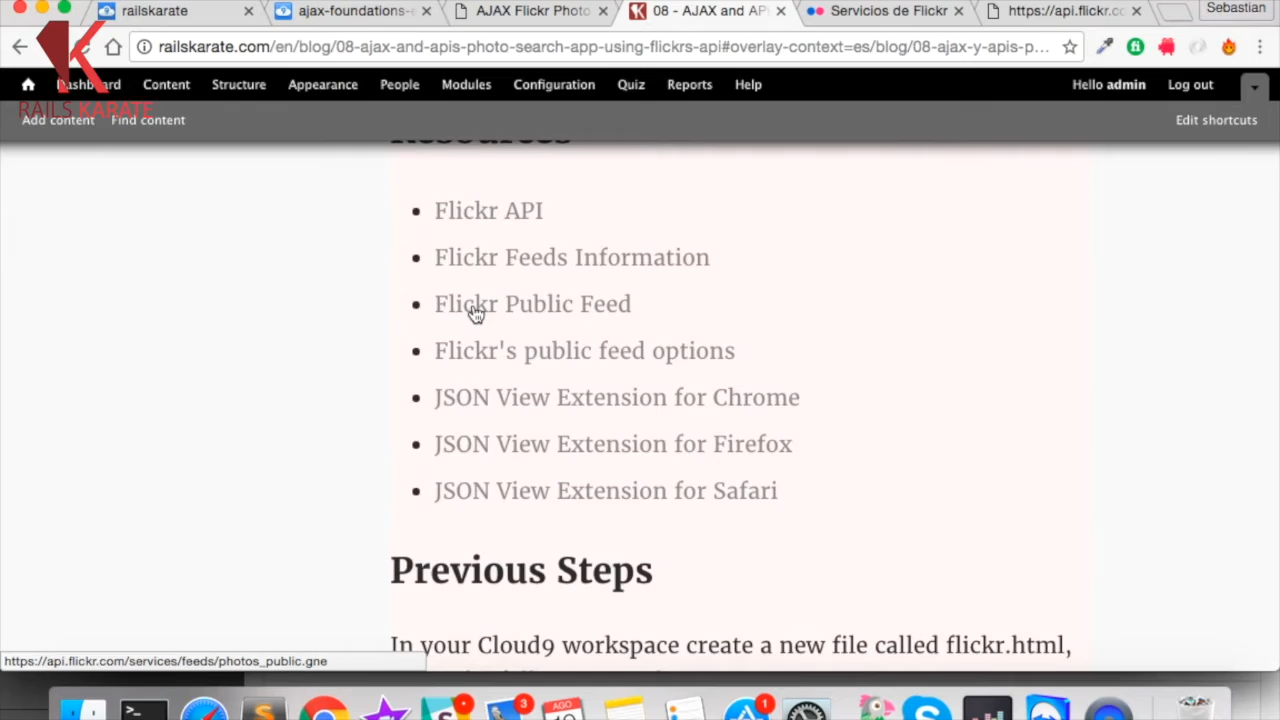 railskarate
ajax-foundations-
AJAX Flickr Photo
08 - AJAX and AP
Servicios de Flickr
https://api.flickr.c
Sebastian
railskarate.com/en/blog/08-ajax-and-apis-photo-search-app-using-flickrs-api#overlay-context=es/blog/08-ajax-y-apis-p...
Dashboard Content Structure Appearance People Modules Configuration Quiz Reports Help Hello admin Log out
RAILS KARATE
Add content Find content Edit shortcuts
Resources
Flickr API
Flickr Feeds Information
Flickr Public Feed
Flickr's public feed options
JSON View Extension for Chrome
JSON View Extension for Firefox
JSON View Extension for Safari
Previous Steps
In your Cloud9 workspace create a new file called flickr.html,
https://api.flickr.com/services/feeds/photos_public.gne
3
1